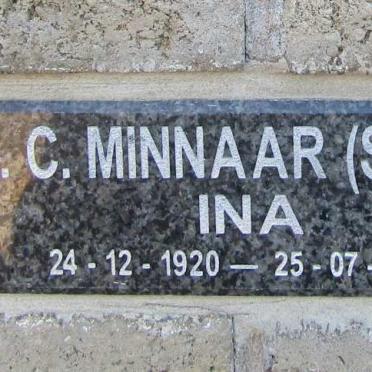 . C. MINNAAR (S
INA
24 - 12 - 1920 — 25 - 07 -